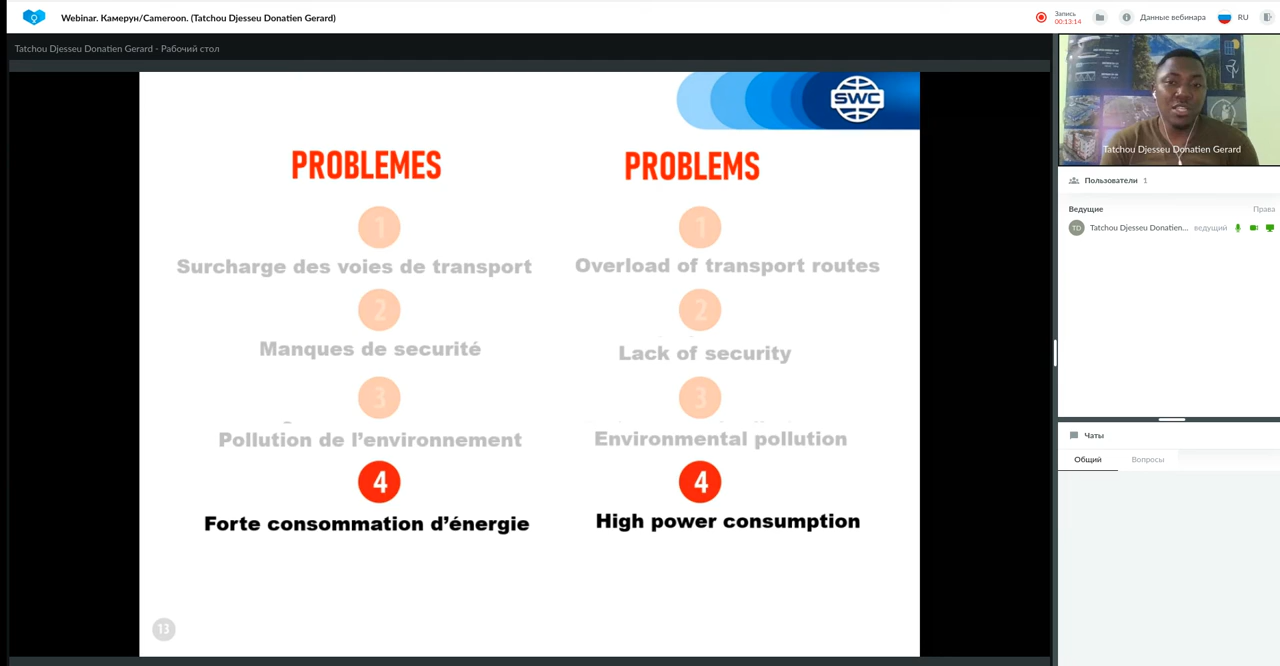 Webinar. Камерун/Cameroon. (Tatchou Djesseu Donatien Gerard)
Запись
00:13:14
Данные вебинара
RU
Tatchou Djesseu Donatien Gerard - Рабочий стол
SWC
PROBLEMES
1
Surcharge des voies de transport
2
Manques de securité
3
Pollution de l’environnement
4
Forte consommation d’énergie
PROBLEMS
1
Overload of transport routes
2
Lack of security
3
Environmental pollution
4
High power consumption
13
Tatchou Djesseu Donatien Gerard
Пользователи 1
Ведущие Права
TD Tatchou Djesseu Donatien... ведущий
Чаты
Общий Вопросы